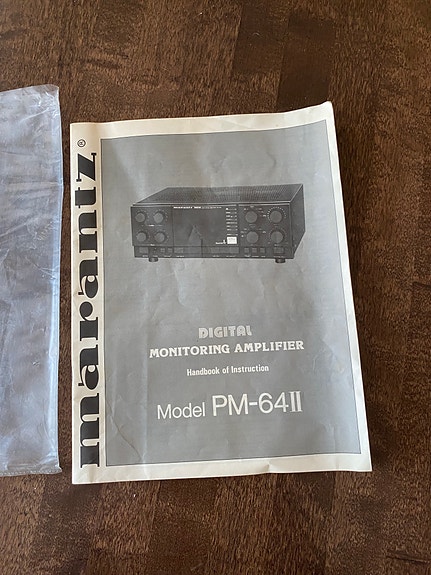 marantz®
DIGITAL
MONITORING AMPLIFIER
Handbook of Instruction
Model PM-64II